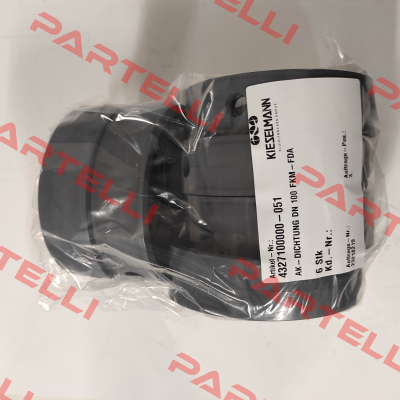 PARTELLI
KIESELMANN
Artikel-Nr.:
4327100000-051
AK-DICHTUNG DN 100 FKM-FDA
6 Stk
Kd.-Nr.:
Auftrags-Pos.:
Auftrags-Nr.:
PARTELLI
PARTELLI